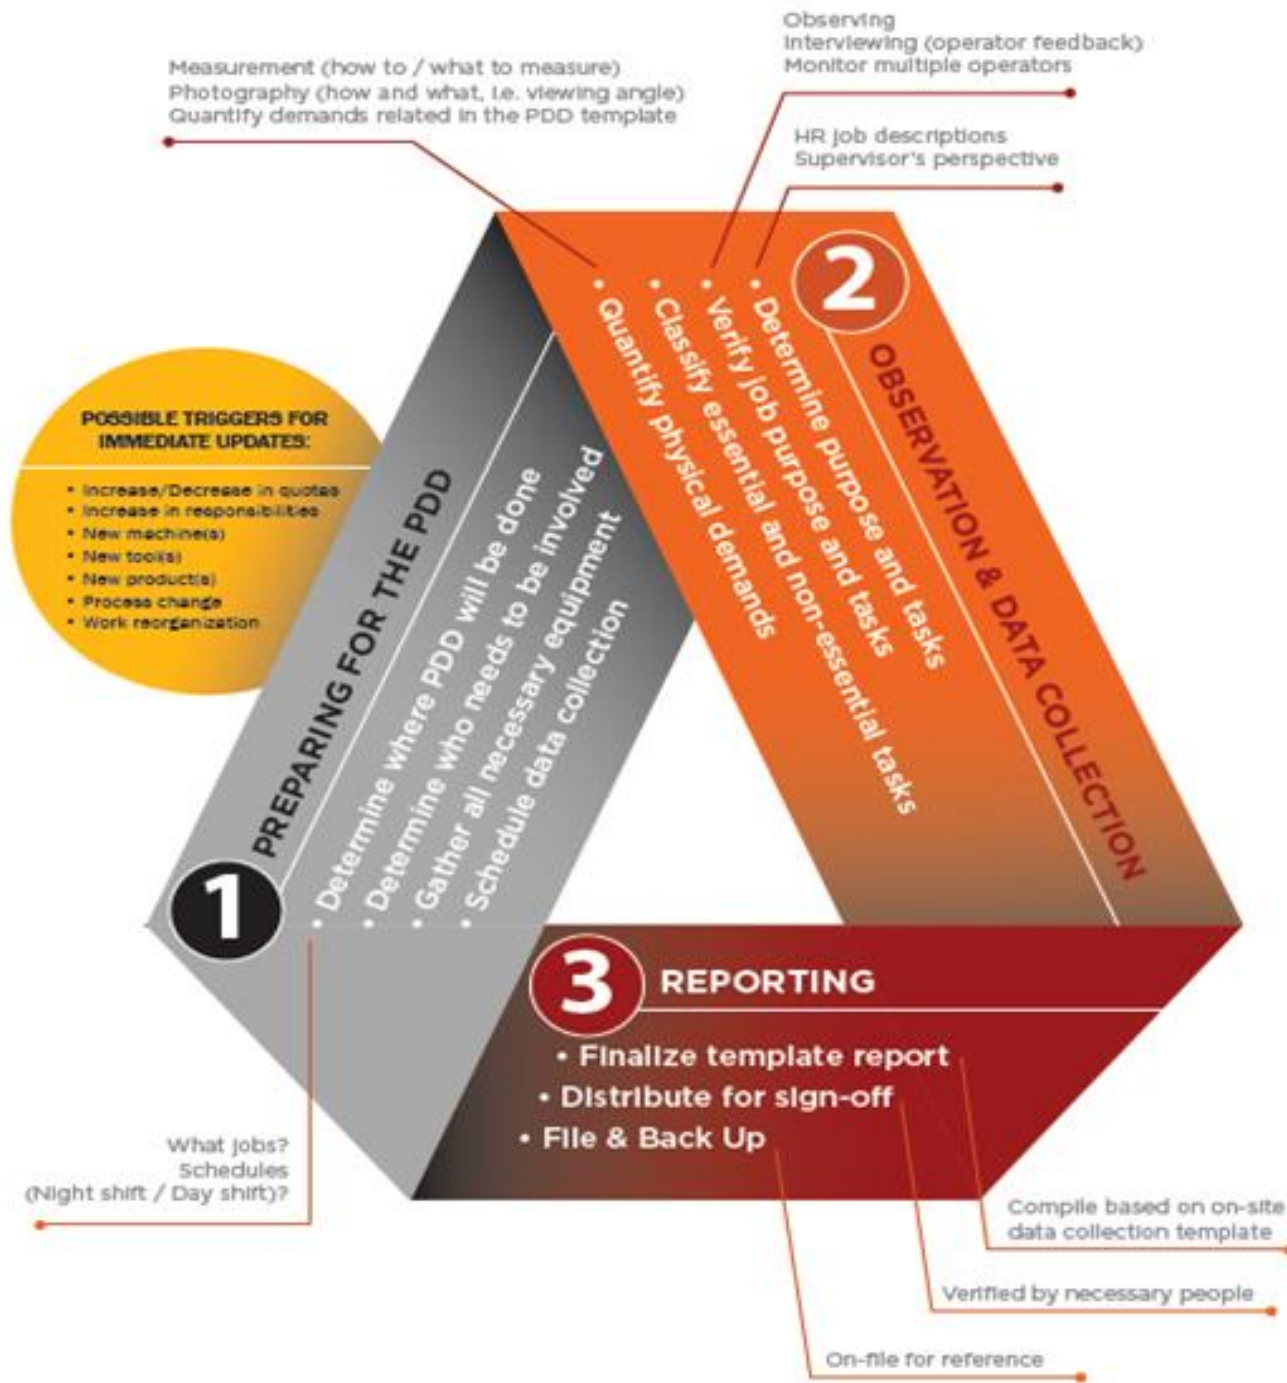 Observing
Interviewing (operator feedback)
Monitor multiple operators
Measurement (how to / what to measure)
Photography (how and what, i.e. viewing angle)
Quantify demands related in the PDD template
HR job descriptions
Supervisor's perspective
POSSIBLE TRIGGERS FOR
IMMEDIATE UPDATES:
• Increase/Decrease in quotas
• Increase in responsibilities
• New machine(s)
• New tool(s)
• New product(s)
• Process change
• Work reorganization
1
PREPARING FOR THE PDD
• Determine where PDD will be done
• Determine who needs to be involved
• Gather all necessary equipment
• Schedule data collection
What jobs?
Schedules
(Night shift / Day shift)?
2
OBSERVATION & DATA COLLECTION
• Determine purpose and tasks
• Verify job purpose and tasks
• Classify essential and non-essential tasks
• Quantify physical demands
3
REPORTING
• Finalize template report
• Distribute for sign-off
• File & Back Up
Compile based on on-site
data collection template
Verified by necessary people
On-file for reference